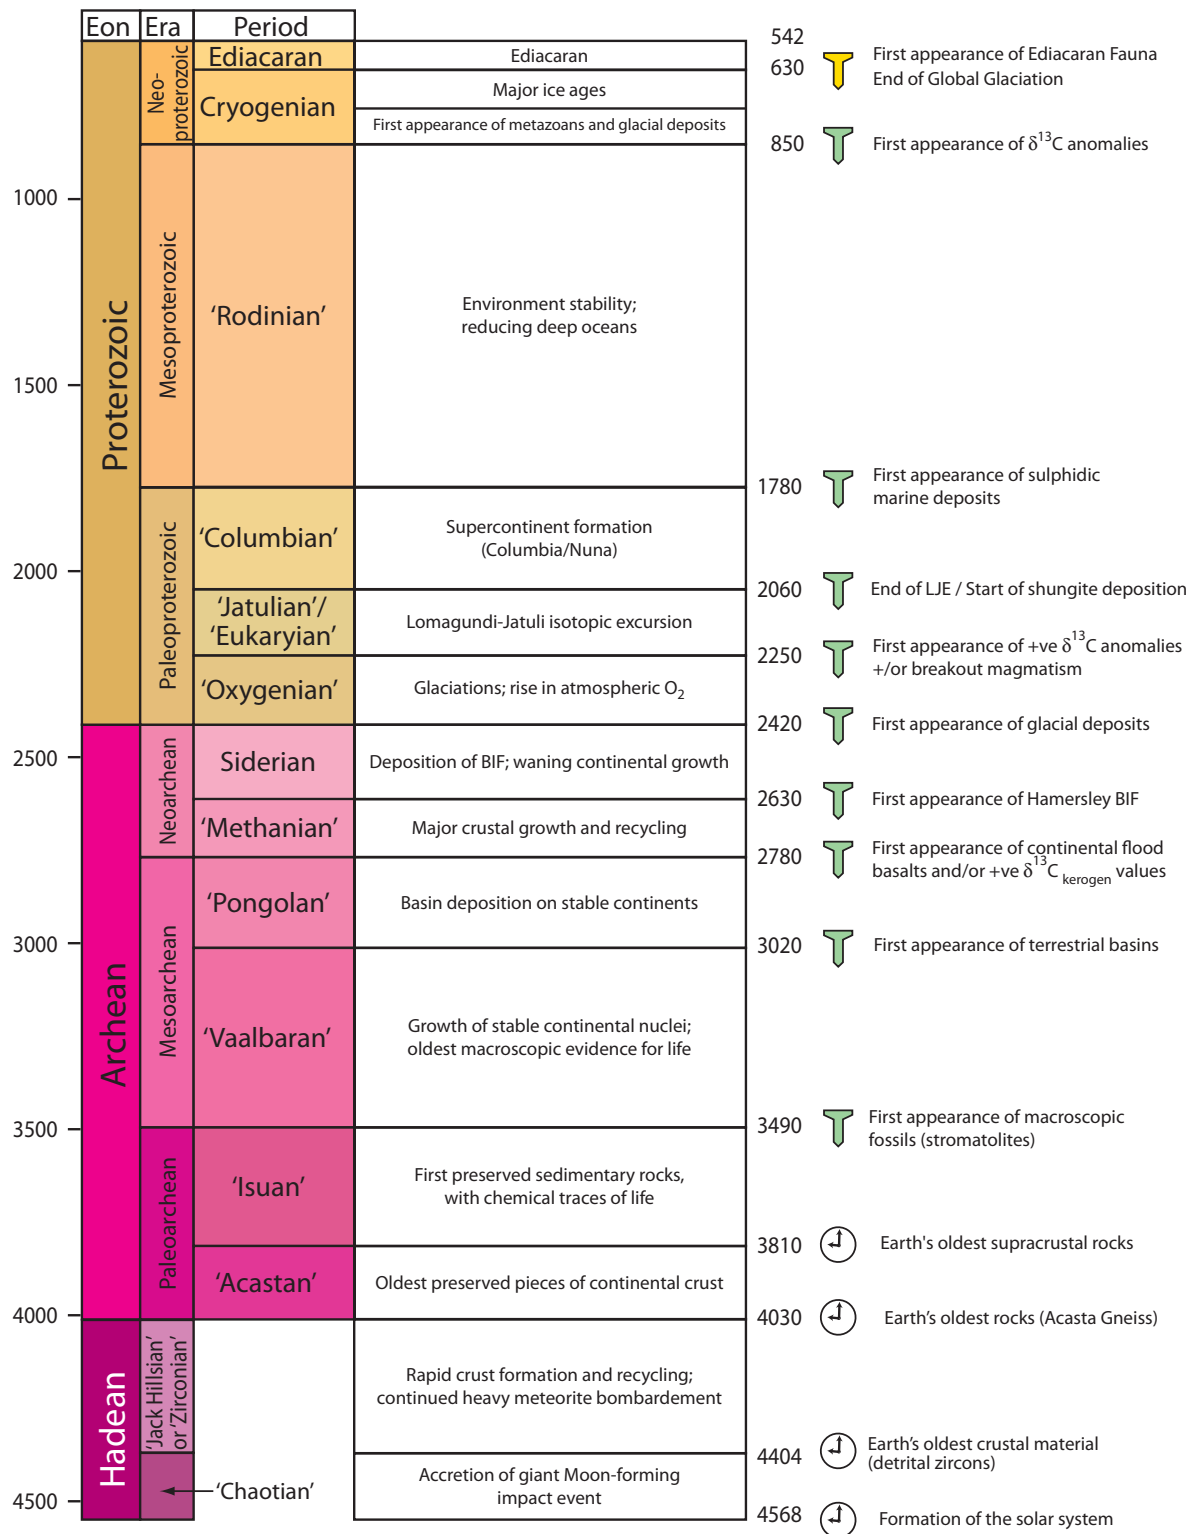 Eon Era Period
Ediacaran
Ediacaran
542
630
First appearance of Ediacaran Fauna
End of Global Glaciation
Neo-
proterozoic
Cryogenian
Major ice ages
First appearance of metazoans and glacial deposits
850
First appearance of δ¹³C anomalies
1000
Proterozoic
Mesoproterozoic
‘Rodinian’
Environment stability;
reducing deep oceans
1500
1780
First appearance of sulphidic
marine deposits
Paleoproterozoic
‘Columbian’
Supercontinent formation
(Columbia/Nuna)
2000
2060
End of LJE / Start of shungite deposition
‘Jatulian’/
‘Eukaryian’
Lomagundi-Jatuli isotopic excursion
2250
First appearance of +ve δ¹³C anomalies
+/or breakout magmatism
‘Oxygenian’
Glaciations; rise in atmospheric O₂
2420
First appearance of glacial deposits
2500
Archean
Neoarchean
Siderian
Deposition of BIF; waning continental growth
2630
First appearance of Hamersley BIF
‘Methanian’
Major crustal growth and recycling
2780
First appearance of continental flood
basalts and/or +ve δ¹³C kerogen values
Mesoarchean
‘Pongolan’
Basin deposition on stable continents
3000
3020
First appearance of terrestrial basins
‘Vaalbaran’
Growth of stable continental nuclei;
oldest macroscopic evidence for life
3500
3490
First appearance of macroscopic
fossils (stromatolites)
Paleoarchean
‘Isuan’
First preserved sedimentary rocks,
with chemical traces of life
3810
Earth's oldest supracrustal rocks
‘Acastan’
Oldest preserved pieces of continental crust
4000
4030
Earth’s oldest rocks (Acasta Gneiss)
Hadean
‘Jack Hillsian’
or ‘Zirconian’
Rapid crust formation and recycling;
continued heavy meteorite bombardement
4404
Earth’s oldest crustal material
(detrital zircons)
‘Chaotian’
Accretion of giant Moon-forming
impact event
4500
4568
Formation of the solar system